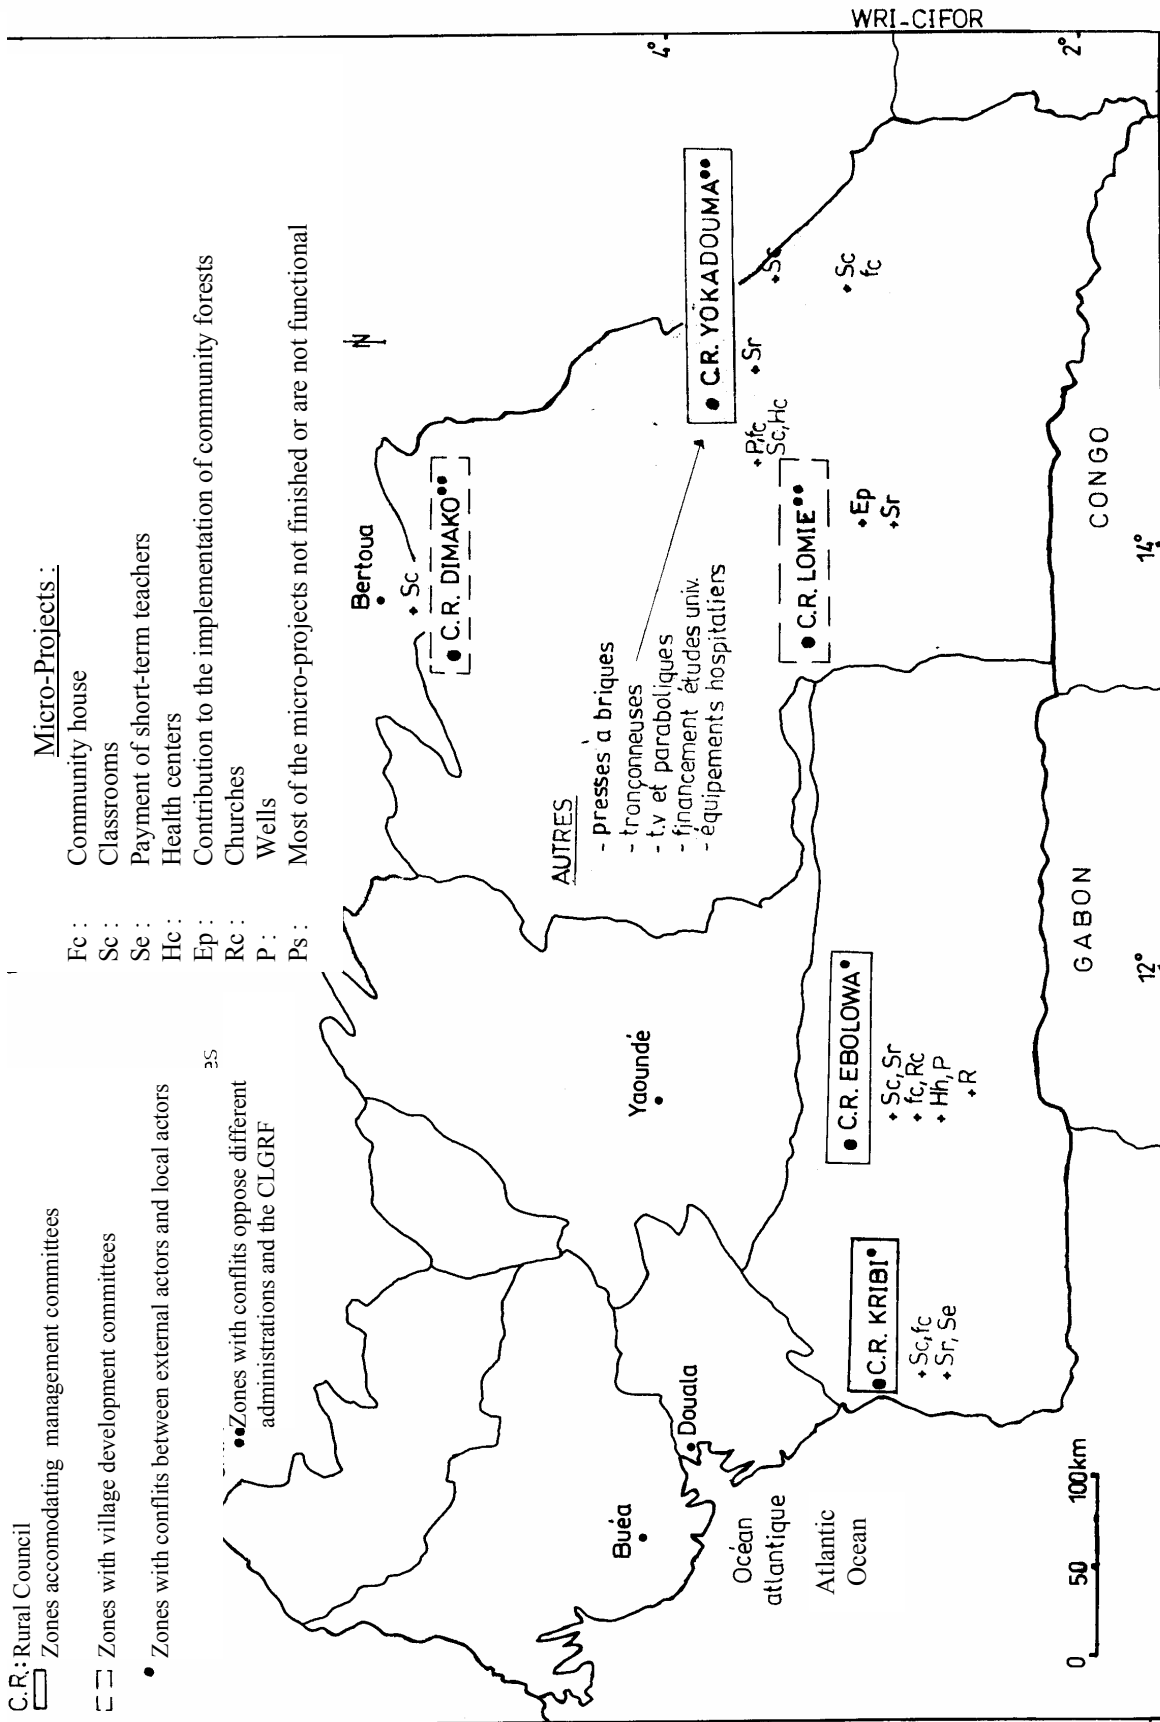 WRI-CIFOR
C.R.: Rural Council
Zones accomodating management committees
Zones with village development committees
Zones with conflicts between external actors and local actors
es
Zones with conflicts oppose different
administrations and the CLGRF
Micro-Projects :
Fc : Community house
Sc : Classrooms
Se : Payment of short-term teachers
Hc : Health centers
Ep : Contribution to the implementation of community forests
Rc : Churches
P : Wells
Ps : Most of the micro-projects not finished or are not functional
N
4°
2°
Bertoua
+ Sc
C.R. DIMAKO
AUTRES
- presses à briques
- tronçonneuses
- t.v et paraboliques
- financement études univ.
- équipements hospitaliers
C.R. YOKADOUMA
+ Sc
+ Sr
+ Sc
fc
+ P,fc
Sc,Hc
C.R. LOMIE
+ Ep
+ Sr
Yaoundé
C.R. EBOLOWA
+ Sc, Sr
+ fc, Rc
+ Hh, P
+ R
C.R. KRIBI
+ Sc, fc
+ Sr, Se
Douala
Buéa
Océan
atlantique
Atlantic
Ocean
CONGO
GABON
14°
12°
0 50 100km